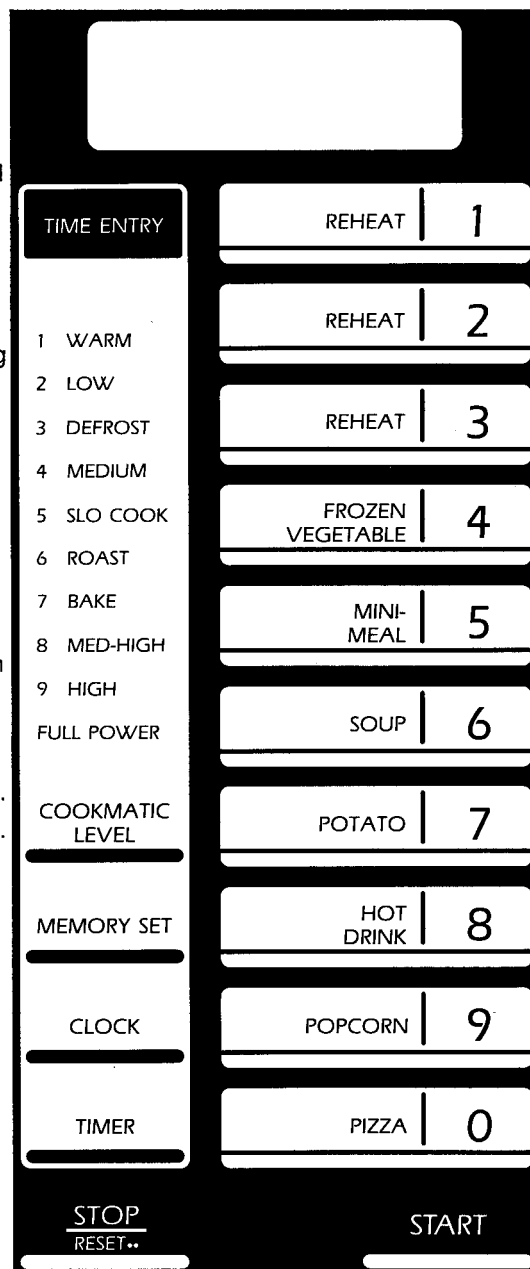 TIME ENTRY
1 WARM
2 LOW
3 DEFROST
4 MEDIUM
5 SLO COOK
6 ROAST
7 BAKE
8 MED-HIGH
9 HIGH
FULL POWER
COOKMATIC
LEVEL
MEMORY SET
CLOCK
TIMER
STOP
RESET••
REHEAT 1
REHEAT 2
REHEAT 3
FROZEN
VEGETABLE 4
MINI-
MEAL 5
SOUP 6
POTATO 7
HOT
DRINK 8
POPCORN 9
PIZZA 0
START